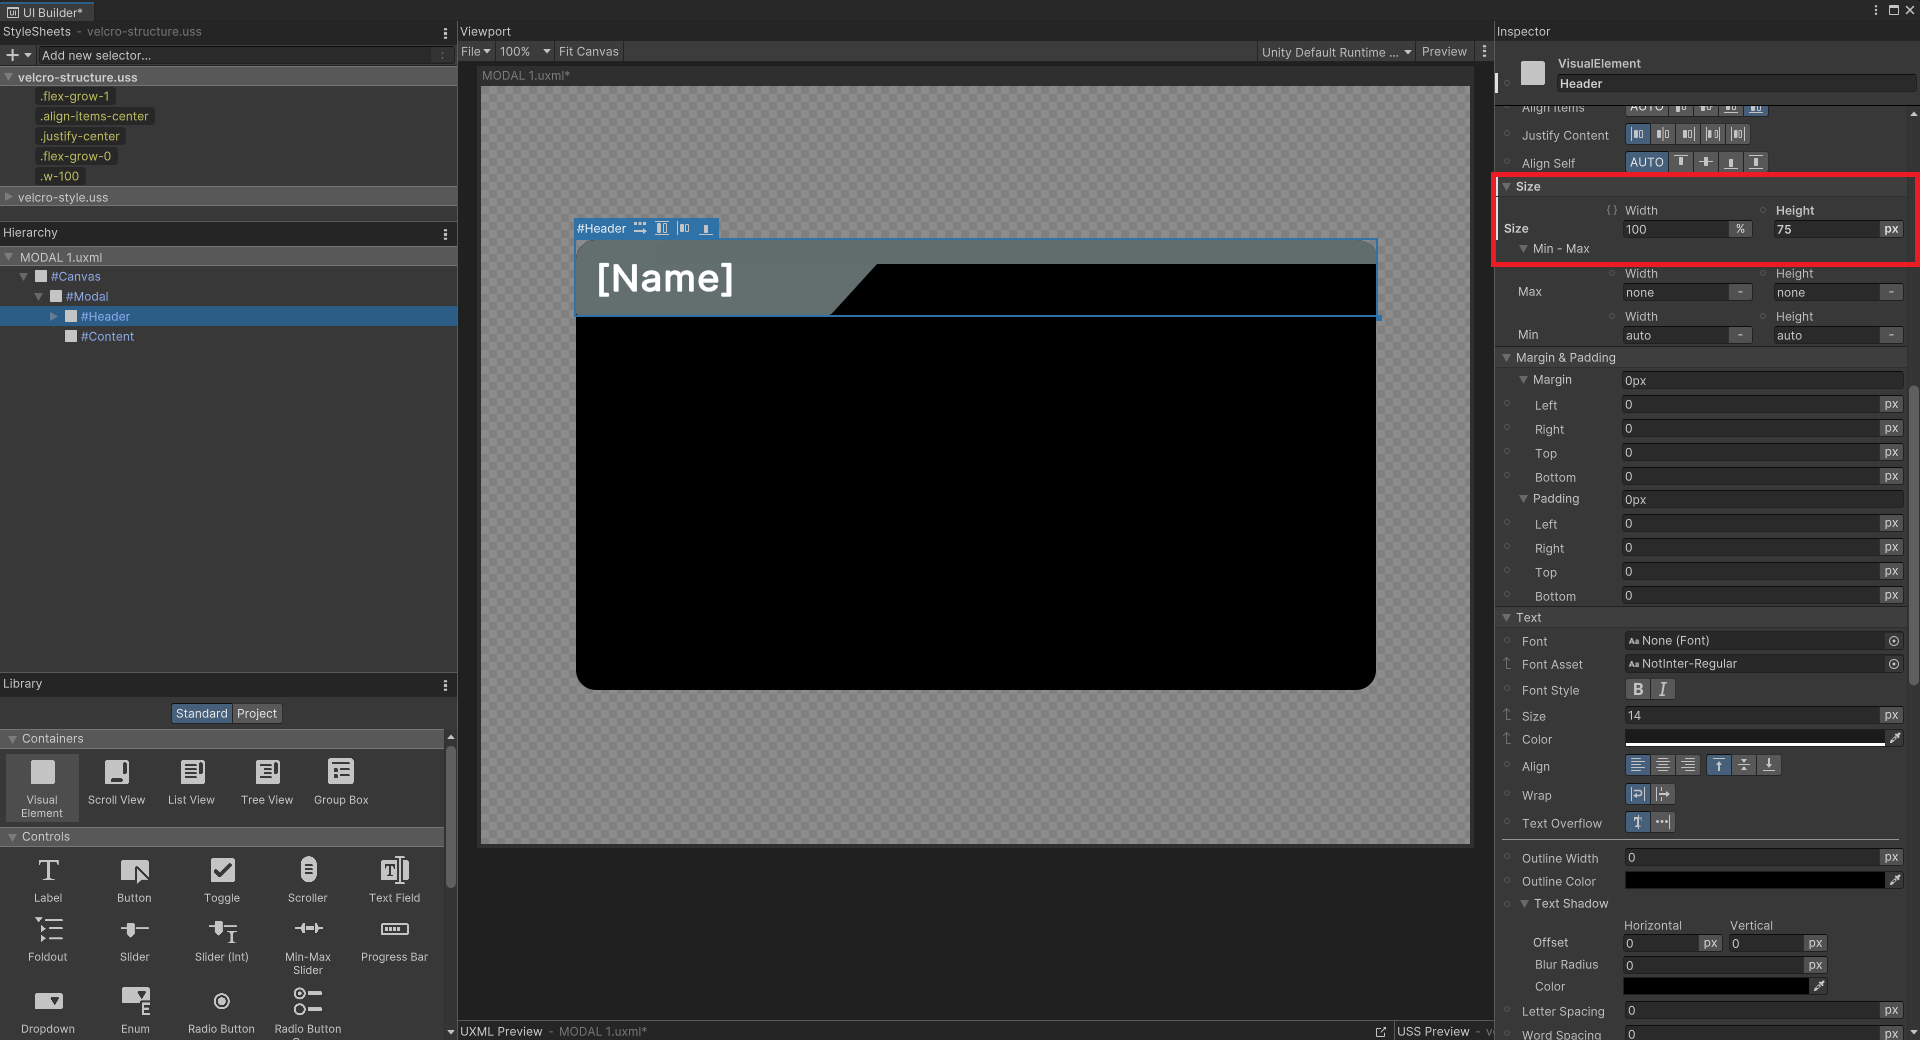 UI Builder*
StyleSheets - velcro-structure.uss
Add new selector...
velcro-structure.uss
.flex-grow-1
.align-items-center
.justify-center
.flex-grow-0
.w-100
velcro-style.uss
Hierarchy
MODAL 1.uxml
#Canvas
#Modal
#Header
#Content
Library
Standard Project
Containers
Visual Element
Scroll View
List View
Tree View
Group Box
Controls
Label
Button
Toggle
Scroller
Text Field
Foldout
Slider
Slider (Int)
Min-Max Slider
Progress Bar
Dropdown
Enum
Radio Button
Radio Button
Viewport
File 100% Fit Canvas
Unity Default Runtime ... Preview
MODAL 1.uxml*
#Header
[Name]
UXML Preview - MODAL 1.uxml*
USS Preview -
Inspector
VisualElement
Header
Align Items AUTO
Justify Content
Align Self AUTO
Size
Width Height
Size 100 % 75 px
Min - Max
Width Height
Max none - none -
Width Height
Min auto - auto -
Margin & Padding
Margin 0px
Left 0 px
Right 0 px
Top 0 px
Bottom 0 px
Padding 0px
Left 0 px
Right 0 px
Top 0 px
Bottom 0 px
Text
Font Aa None (Font)
Font Asset Aa NotInter-Regular
Font Style B I
Size 14 px
Color
Align
Wrap
Text Overflow
Outline Width 0 px
Outline Color
Text Shadow
Horizontal Vertical
Offset 0 px 0 px
Blur Radius 0 px
Color
Letter Spacing 0 px
Word Spacing 0 px